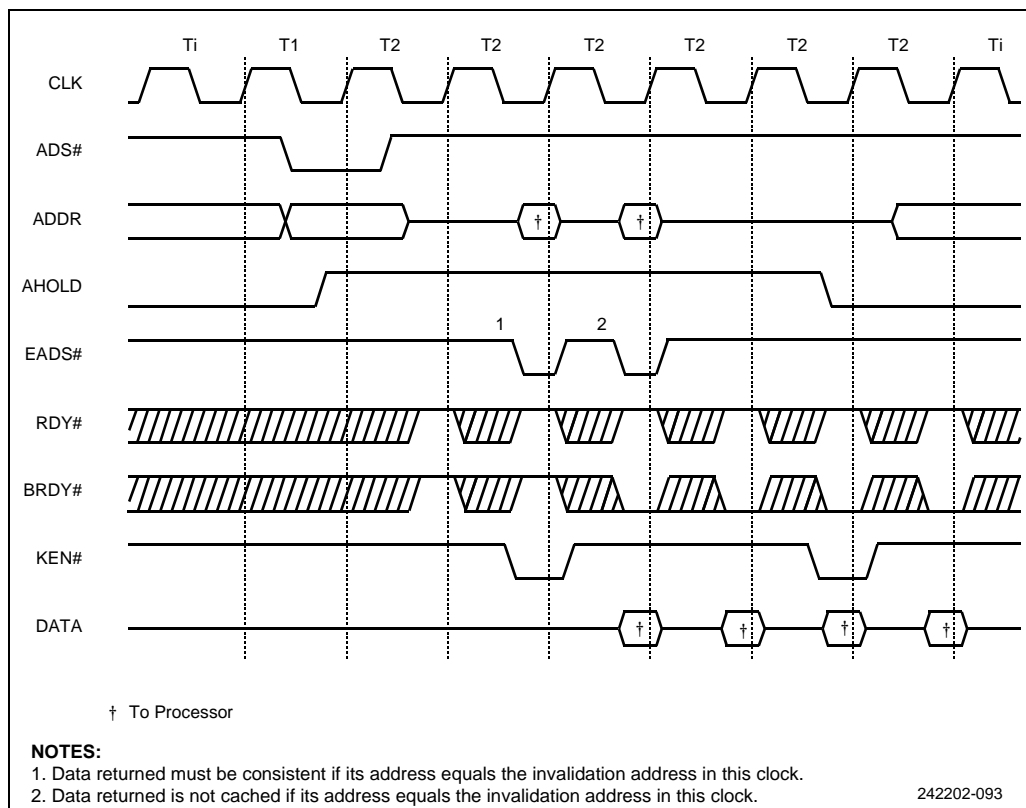 Ti T1 T2 T2 T2 T2 T2 T2 Ti
CLK
ADS#
ADDR † †
AHOLD
1 2
EADS#
RDY#
BRDY#
KEN#
DATA † † † †
† To Processor
NOTES:
1. Data returned must be consistent if its address equals the invalidation address in this clock.
2. Data returned is not cached if its address equals the invalidation address in this clock. 242202-093